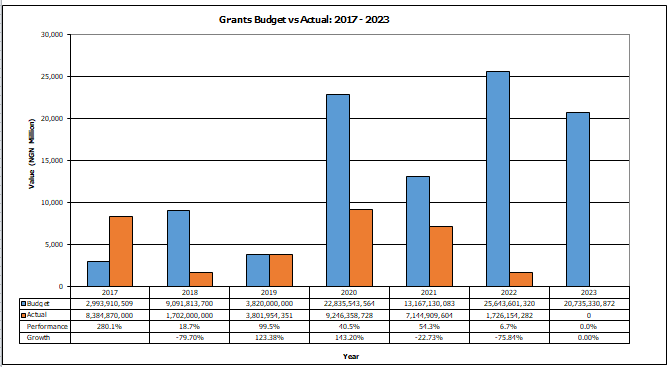 Grants Budget vs Actual: 2017 - 2023
30,000
25,000
20,000
15,000
10,000
5,000
0
Value (NGN Million)
2017 2018 2019 2020 2021 2022 2023
Budget 2,993,910,509 9,091,813,700 3,820,000,000 22,835,543,564 13,167,130,083 25,643,601,320 20,735,330,872
Actual 8,384,870,000 1,702,000,000 3,801,954,351 9,246,358,728 7,144,909,604 1,726,154,282 0
Performance 280.1% 18.7% 99.5% 40.5% 54.3% 6.7% 0.0%
Growth -79.70% 123.38% 143.20% -22.73% -75.84% 0.00%
Year